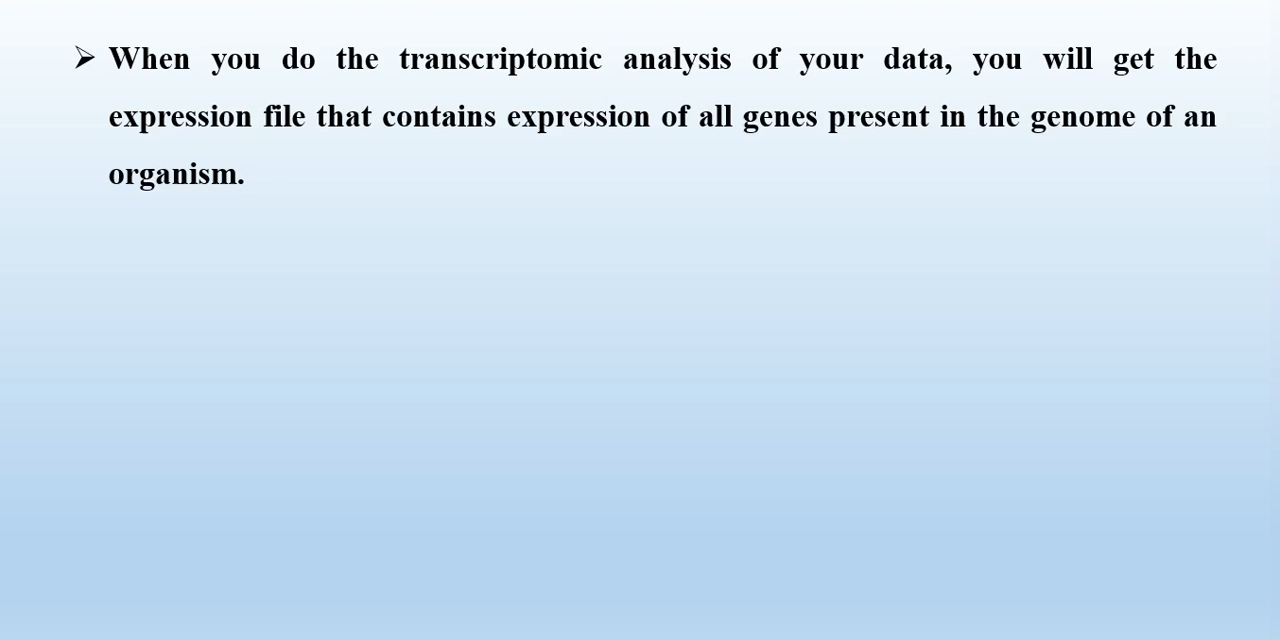 ➢ When you do the transcriptomic analysis of your data, you will get the
expression file that contains expression of all genes present in the genome of an
organism.